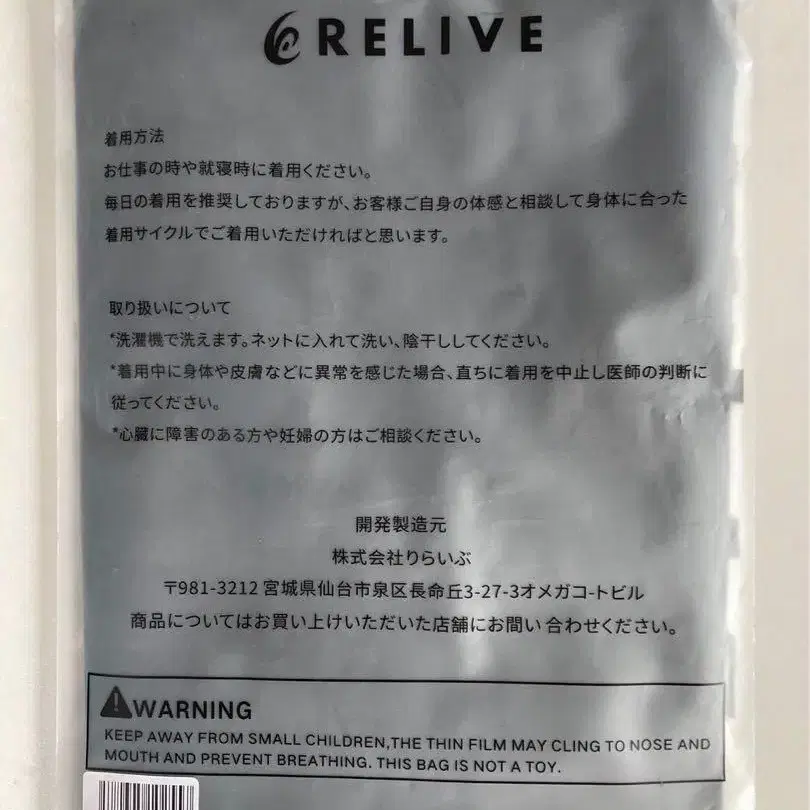 RELIVE
着用方法
お仕事の時や就寝時に着用ください。
毎日の着用を推奨しておりますが、お客様ご自身の体感と相談して身体に合った
着用サイクルでご着用いただければと思います。
取り扱いについて
*洗濯機で洗えます。ネットに入れて洗い、陰干ししてください。
*着用中に身体や皮膚などに異常を感じた場合、直ちに着用を中止し医師の判断に
従ってください。
*心臓に障害のある方や妊婦の方はご相談ください。
開発製造元
株式会社りらいぶ
〒981-3212 宮城県仙台市泉区長命丘3-27-3オメガコ-トビル
商品についてはお買い上げいただいた店舗にお問い合わせください。
WARNING
KEEP AWAY FROM SMALL CHILDREN,THE THIN FILM MAY CLING TO NOSE AND
MOUTH AND PREVENT BREATHING. THIS BAG IS NOT A TOY.